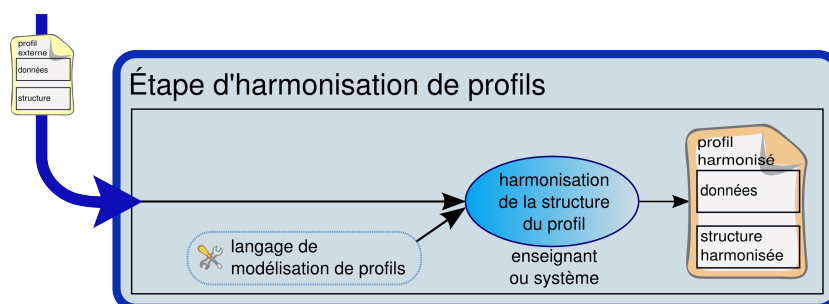 profil
externe
données
structure
Étape d'harmonisation de profils
harmonisation
de la structure
du profil
enseignant
ou système
langage de
modélisation de profils
profil
harmonisé
données
structure
harmonisée